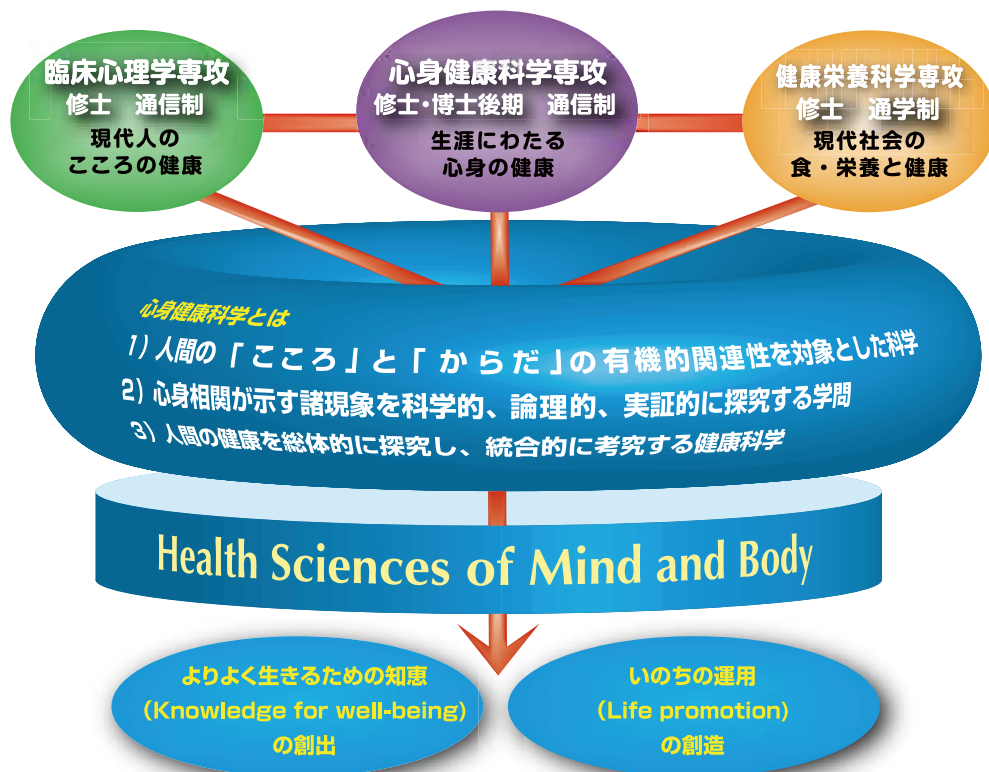 臨床心理学専攻
修士　通信制
現代人の
こころの健康
心身健康科学専攻
修士・博士後期　通信制
生涯にわたる
心身の健康
健康栄養科学専攻
修士　通学制
現代社会の
食・栄養と健康
心身健康科学とは
1）人間の「こころ」と「からだ」の有機的関連性を対象とした科学
2）心身相関が示す諸現象を科学的、論理的、実証的に探究する学問
3）人間の健康を総体的に探究し、統合的に考究する健康科学
Health Sciences of Mind and Body
よりよく生きるための知恵
（Knowledge for well-being)
の創出
いのちの運用
（Life promotion)
の創造